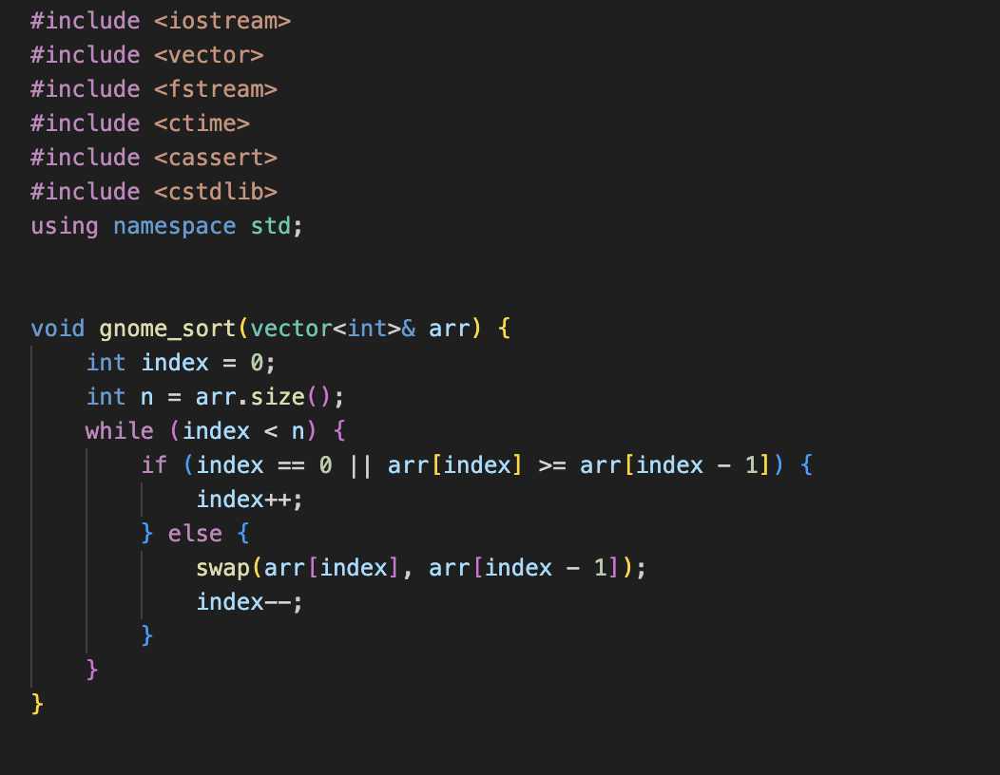 #include <iostream>
#include <vector>
#include <fstream>
#include <ctime>
#include <cassert>
#include <cstdlib>
using namespace std;
void gnome_sort(vector<int>& arr) {
    int index = 0;
    int n = arr.size();
    while (index < n) {
        if (index == 0 || arr[index] >= arr[index - 1]) {
            index++;
        } else {
            swap(arr[index], arr[index - 1]);
            index--;
        }
    }
}